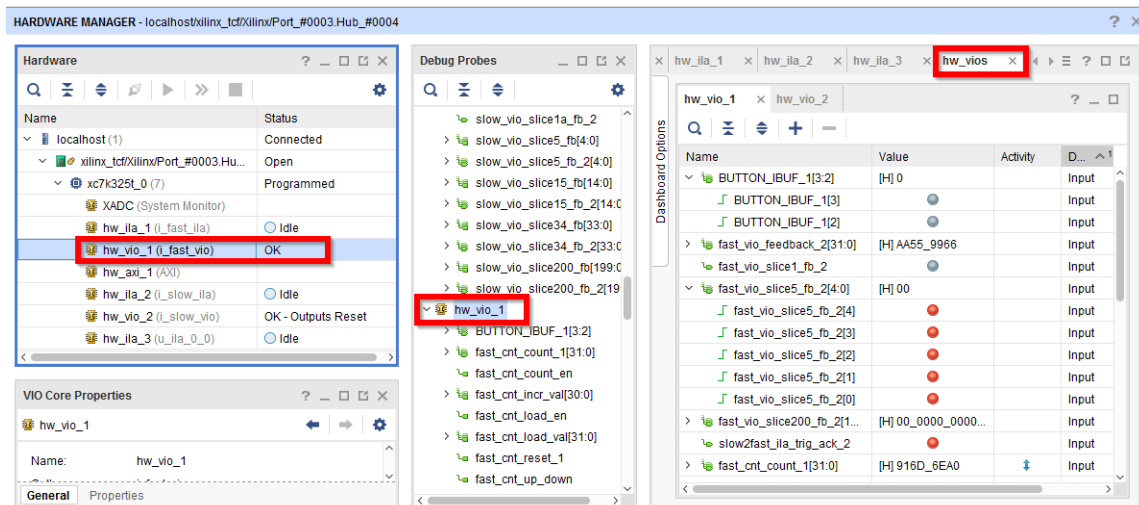 HARDWARE MANAGER - localhost/xilinx_tcf/Xilinx/Port_#0003.Hub_#0004
Hardware
Name Status
localhost (1) Connected
xilinx_tcf/Xilinx/Port_#0003.Hu... Open
xc7k325t_0 (7) Programmed
XADC (System Monitor)
hw_ila_1 (i_fast_ila) Idle
hw_vio_1 (i_fast_vio) OK
hw_axi_1 (AXI)
hw_ila_2 (i_slow_ila) Idle
hw_vio_2 (i_slow_vio) OK - Outputs Reset
hw_ila_3 (u_ila_0_0) Idle
VIO Core Properties
hw_vio_1
Name: hw_vio_1
General Properties
Debug Probes
slow_vio_slice1a_fb_2
slow_vio_slice5_fb[4:0]
slow_vio_slice5_fb_2[4:0]
slow_vio_slice15_fb[14:0]
slow_vio_slice15_fb_2[14:0
slow_vio_slice34_fb[33:0]
slow_vio_slice34_fb_2[33:0
slow_vio_slice200_fb[199:0
slow_vio_slice200_fb_2[19
hw_vio_1
BUTTON_IBUF_1[3:2]
fast_cnt_count_1[31:0]
fast_cnt_count_en
fast_cnt_incr_val[30:0]
fast_cnt_load_en
fast_cnt_load_val[31:0]
fast_cnt_reset_1
fast_cnt_up_down
hw_ila_1 hw_ila_2 hw_ila_3 hw_vios
Dashboard Options
hw_vio_1 hw_vio_2
Name Value Activity D... 1
BUTTON_IBUF_1[3:2] [H] 0 Input
BUTTON_IBUF_1[3] Input
BUTTON_IBUF_1[2] Input
fast_vio_feedback_2[31:0] [H] AA55_9966 Input
fast_vio_slice1_fb_2 Input
fast_vio_slice5_fb_2[4:0] [H] 00 Input
fast_vio_slice5_fb_2[4] Input
fast_vio_slice5_fb_2[3] Input
fast_vio_slice5_fb_2[2] Input
fast_vio_slice5_fb_2[1] Input
fast_vio_slice5_fb_2[0] Input
fast_vio_slice200_fb_2[1... [H] 00_0000_0000... Input
slow2fast_ila_trig_ack_2 Input
fast_cnt_count_1[31:0] [H] 916D_6EA0 Input